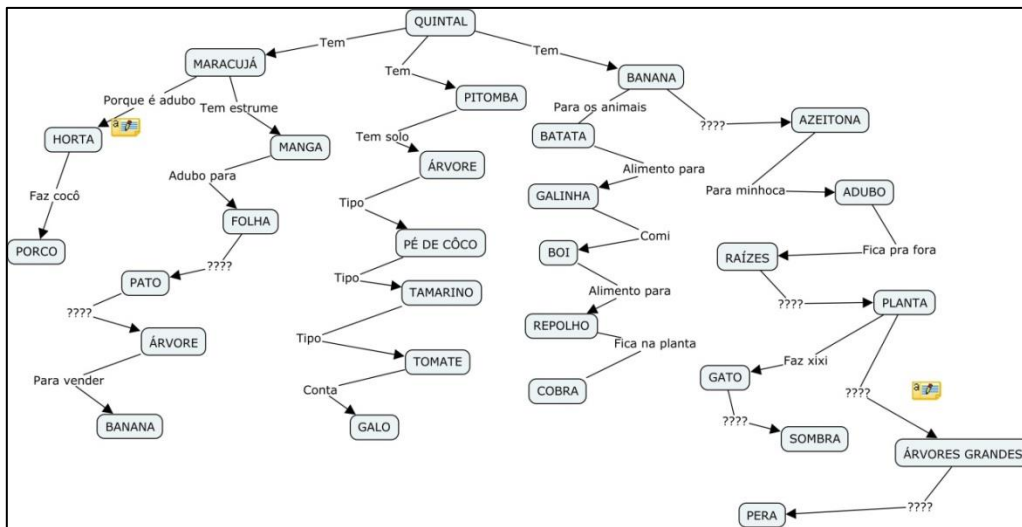 QUINTAL
Tem
Tem
Tem
MARACUJÁ
PITOMBA
BANANA
Porque é adubo
Tem estrume
Tem solo
Para os animais
????
HORTA
a
MANGA
ÁRVORE
BATATA
AZEITONA
Faz cocô
Adubo para
Tipo
Alimento para
Para minhoca
PORCO
FOLHA
PÉ DE CÔCO
GALINHA
ADUBO
????
Tipo
Comi
Fica pra fora
PATO
TAMARINO
BOI
RAÍZES
????
Tipo
Alimento para
????
ÁRVORE
TOMATE
REPOLHO
PLANTA
Para vender
Conta
Fica na planta
Faz xixi
????
a
BANANA
GALO
COBRA
GATO
????
SOMBRA
ÁRVORES GRANDES
????
PERA